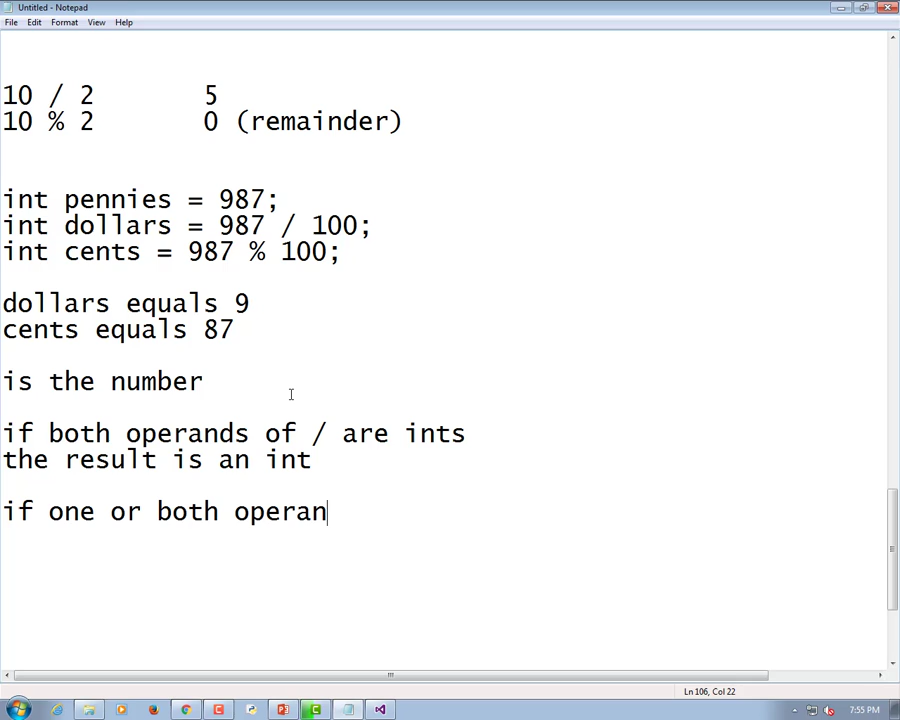 Untitled - Notepad
File Edit Format View Help
10 / 2 5
10 % 2 0 (remainder)
int pennies = 987;
int dollars = 987 / 100;
int cents = 987 % 100;
dollars equals 9
cents equals 87
is the number
if both operands of / are ints
the result is an int
if one or both operan
Ln 106, Col 22
7:55 PM